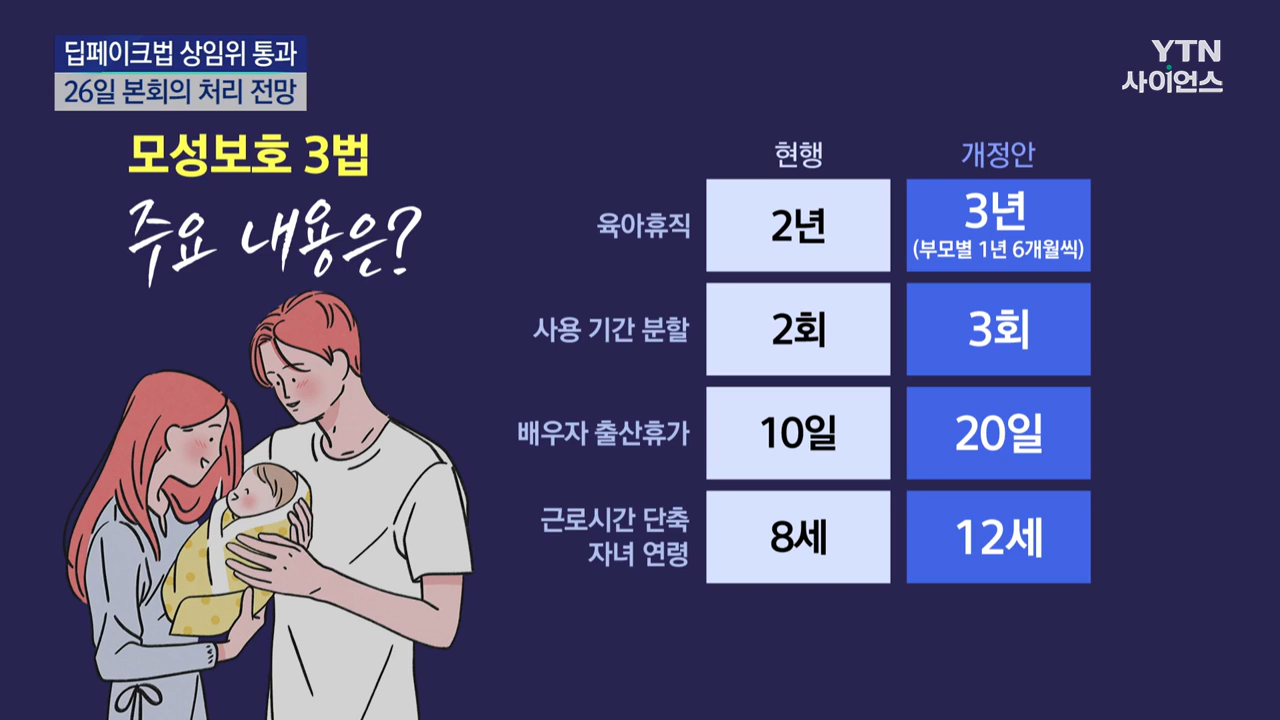 딥페이크법 상임위 통과
26일 본회의 처리 전망
YTN
사이언스
모성보호 3법
주요 내용은?
현행 개정안
육아휴직 2년 3년
(부모별 1년 6개월씩)
사용 기간 분할 2회 3회
배우자 출산휴가 10일 20일
근로시간 단축
자녀 연령 8세 12세